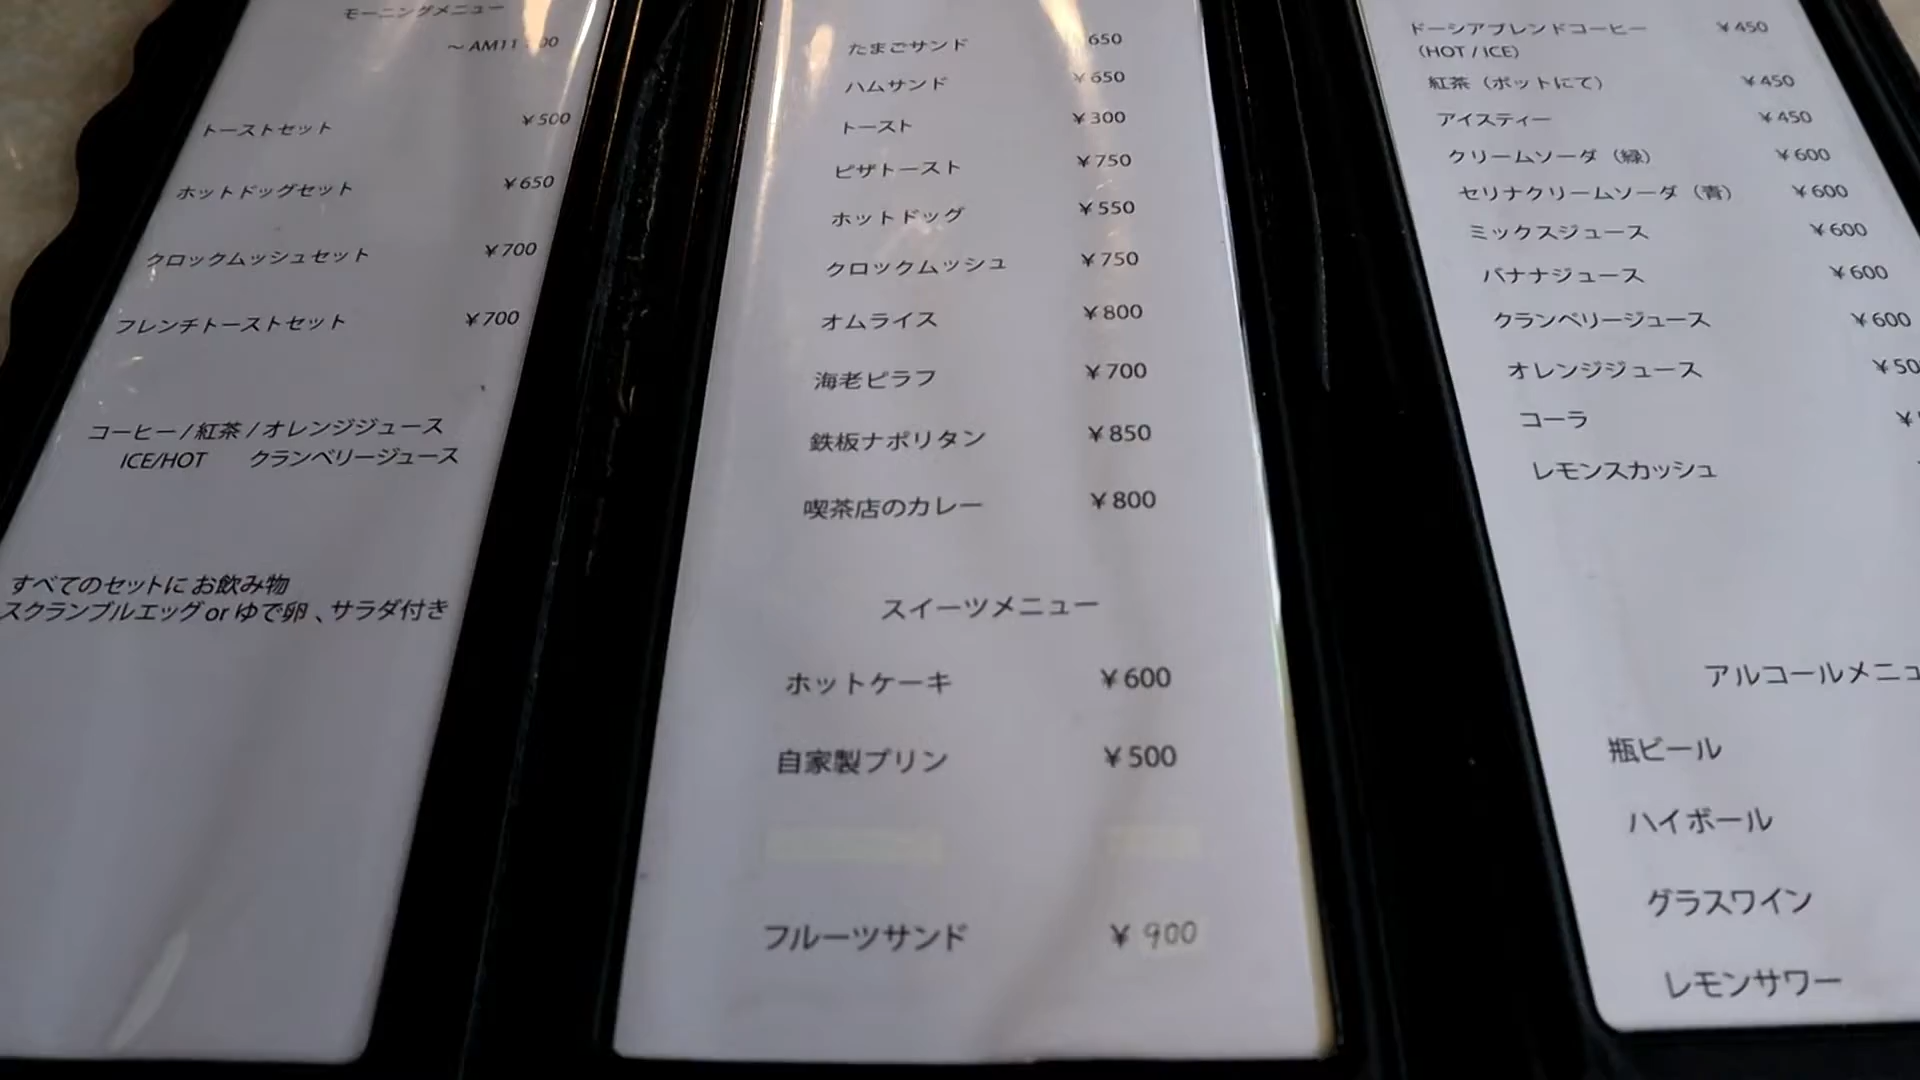 モーニングメニュー
～ AM11:00
トーストセット ￥500
ホットドッグセット ￥650
クロックムッシュセット ￥700
フレンチトーストセット ￥700
コーヒー / 紅茶 / オレンジジュース
ICE/HOT クランベリージュース
すべてのセットに お飲み物
スクランブルエッグ or ゆで卵 、サラダ付き
たまごサンド 650
ハムサンド ￥650
トースト ￥300
ピザトースト ￥750
ホットドッグ ￥550
クロックムッシュ ￥750
オムライス ￥800
海老ピラフ ￥700
鉄板ナポリタン ￥850
喫茶店のカレー ￥800
スイーツメニュー
ホットケーキ ￥600
自家製プリン ￥500
フルーツサンド ￥ 900
ドーシアブレンドコーヒー ￥450
（HOT / ICE）
紅茶（ポットにて） ￥450
アイスティー ￥450
クリームソーダ（緑） ￥600
セリナクリームソーダ（青） ￥600
ミックスジュース ￥600
バナナジュース ￥600
クランベリージュース ￥600
オレンジジュース ￥50
コーラ ￥
レモンスカッシュ
アルコールメニュ
瓶ビール
ハイボール
グラスワイン
レモンサワー